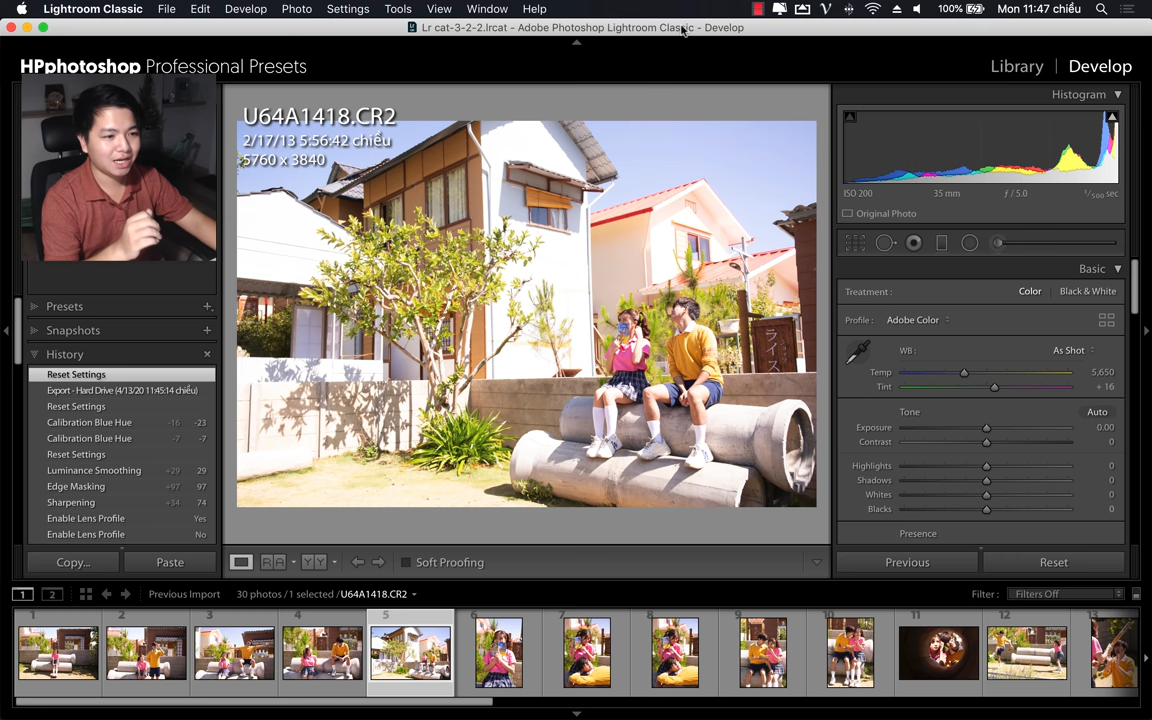 Lightroom Classic File Edit Develop Photo Settings Tools View Window Help 100% Mon 11:47 chiều
Lr cat-3-2-2.lrcat - Adobe Photoshop Lightroom Classic - Develop
HPphotoshop Professional Presets Library | Develop
Histogram
U64A1418.CR2
2/17/13 5:56:42 chiều
5760 x 3840
ISO 200 35 mm ƒ / 5.0 1/500 sec
Original Photo
Basic
Treatment : Color Black & White
Profile : Adobe Color
WB : As Shot
Temp 5,650
Tint + 16
Tone Auto
Exposure 0.00
Contrast 0
Highlights 0
Shadows 0
Whites 0
Blacks 0
Presence
Presets
Snapshots
History
Reset Settings
Export - Hard Drive (4/13/20 11:45:14 chiều)
Reset Settings
Calibration Blue Hue -16 -23
Calibration Blue Hue -7 -7
Reset Settings
Luminance Smoothing +29 29
Edge Masking +97 97
Sharpening +34 74
Enable Lens Profile Yes
Enable Lens Profile No
Copy... Paste
Soft Proofing
Previous Reset
1 2 Previous Import 30 photos / 1 selected / U64A1418.CR2 Filter : Filters Off
1 2 3 4 5 6 7 8 9 10 11 12 13
ライス